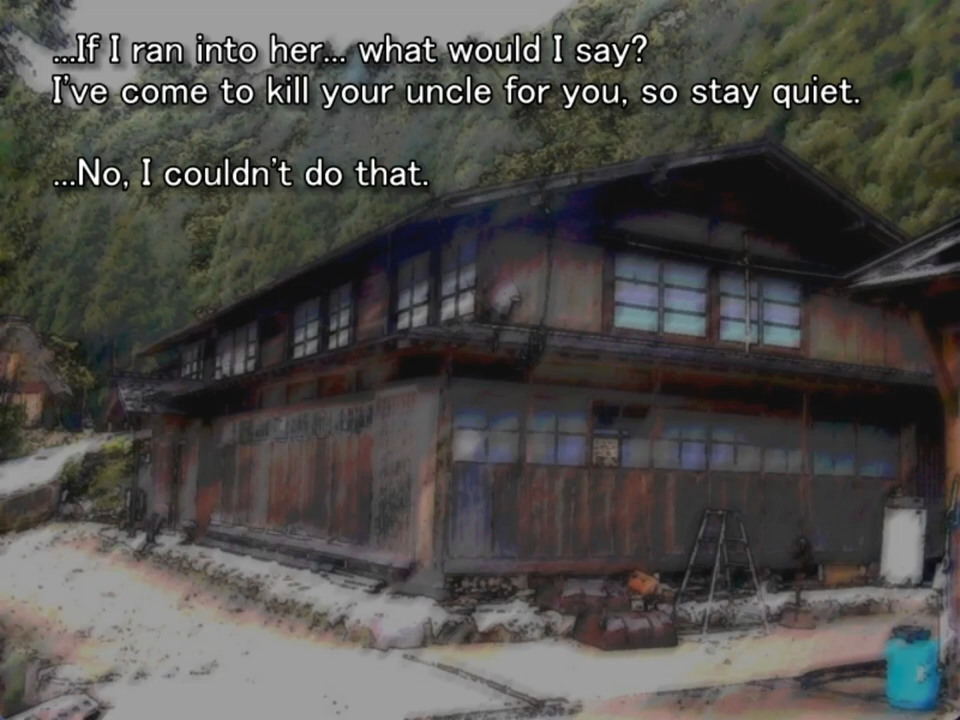 ...If I ran into her... what would I say?
I've come to kill your uncle for you, so stay quiet.
...No, I couldn't do that.